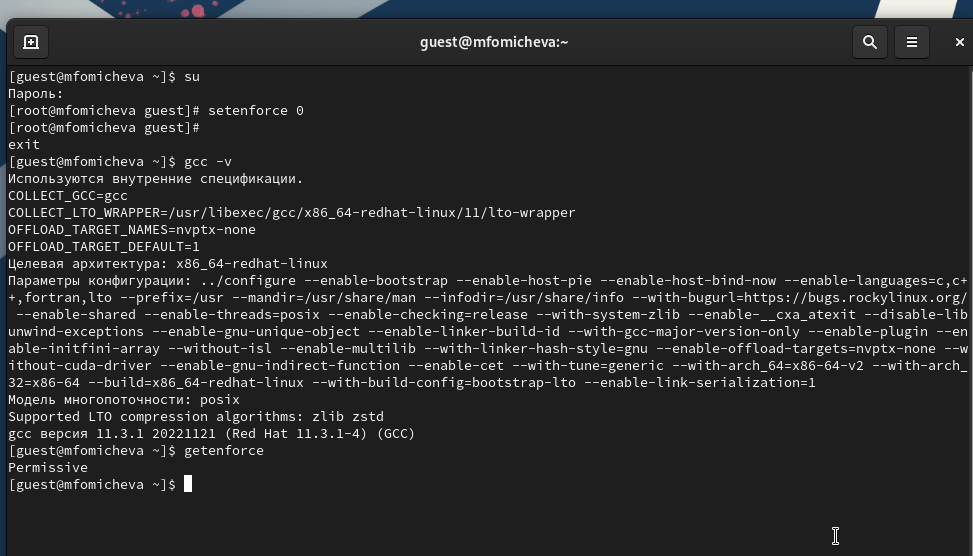 guest@mfomicheva:~
[guest@mfomicheva ~]$ su
Пароль:
[root@mfomicheva guest]# setenforce 0
[root@mfomicheva guest]#
exit
[guest@mfomicheva ~]$ gcc -v
Используются внутренние спецификации.
COLLECT_GCC=gcc
COLLECT_LTO_WRAPPER=/usr/libexec/gcc/x86_64-redhat-linux/11/lto-wrapper
OFFLOAD_TARGET_NAMES=nvptx-none
OFFLOAD_TARGET_DEFAULT=1
Целевая архитектура: x86_64-redhat-linux
Параметры конфигурации: ../configure --enable-bootstrap --enable-host-pie --enable-host-bind-now --enable-languages=c,c+
+,fortran,lto --prefix=/usr --mandir=/usr/share/man --infodir=/usr/share/info --with-bugurl=https://bugs.rockylinux.org/
 --enable-shared --enable-threads=posix --enable-checking=release --with-system-zlib --enable-__cxa_atexit --disable-lib
unwind-exceptions --enable-gnu-unique-object --enable-linker-build-id --with-gcc-major-version-only --enable-plugin --en
able-initfini-array --without-isl --enable-multilib --with-linker-hash-style=gnu --enable-offload-targets=nvptx-none --w
ithout-cuda-driver --enable-gnu-indirect-function --enable-cet --with-tune=generic --with-arch_64=x86-64-v2 --with-arch_
32=x86-64 --build=x86_64-redhat-linux --with-build-config=bootstrap-lto --enable-link-serialization=1
Модель многопоточности: posix
Supported LTO compression algorithms: zlib zstd
gcc версия 11.3.1 20221121 (Red Hat 11.3.1-4) (GCC)
[guest@mfomicheva ~]$ getenforce
Permissive
[guest@mfomicheva ~]$